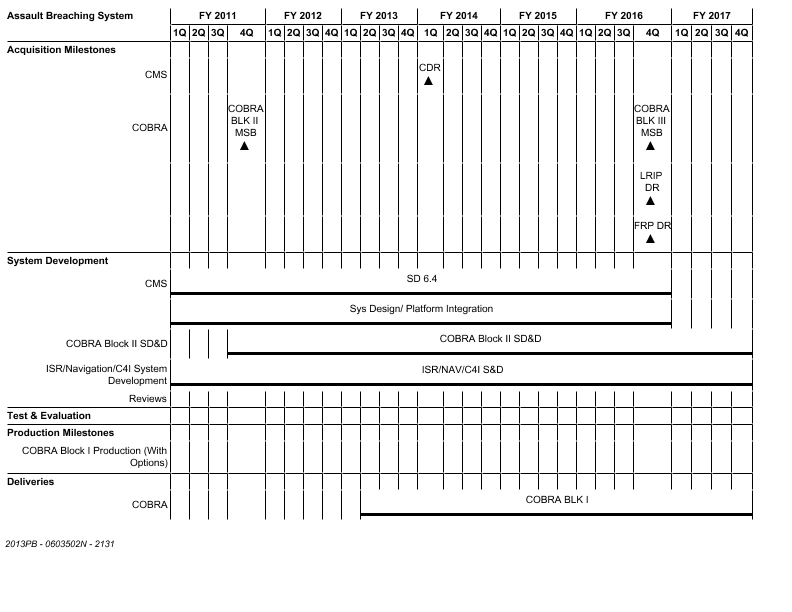 Assault Breaching System FY 2011 FY 2012 FY 2013 FY 2014 FY 2015 FY 2016 FY 2017
1Q 2Q 3Q 4Q 1Q 2Q 3Q 4Q 1Q 2Q 3Q 4Q 1Q 2Q 3Q 4Q 1Q 2Q 3Q 4Q 1Q 2Q 3Q 4Q 1Q 2Q 3Q 4Q
Acquisition Milestones
CMS CDR
COBRA
COBRA
BLK II
MSB
COBRA
BLK III
MSB
LRIP
DR
FRP DR
System Development
CMS SD 6.4
Sys Design/ Platform Integration
COBRA Block II SD&D COBRA Block II SD&D
ISR/Navigation/C4I System
Development
ISR/NAV/C4I S&D
Reviews
Test & Evaluation
Production Milestones
COBRA Block I Production (With
Options)
Deliveries
COBRA COBRA BLK I
2013PB - 0603502N - 2131